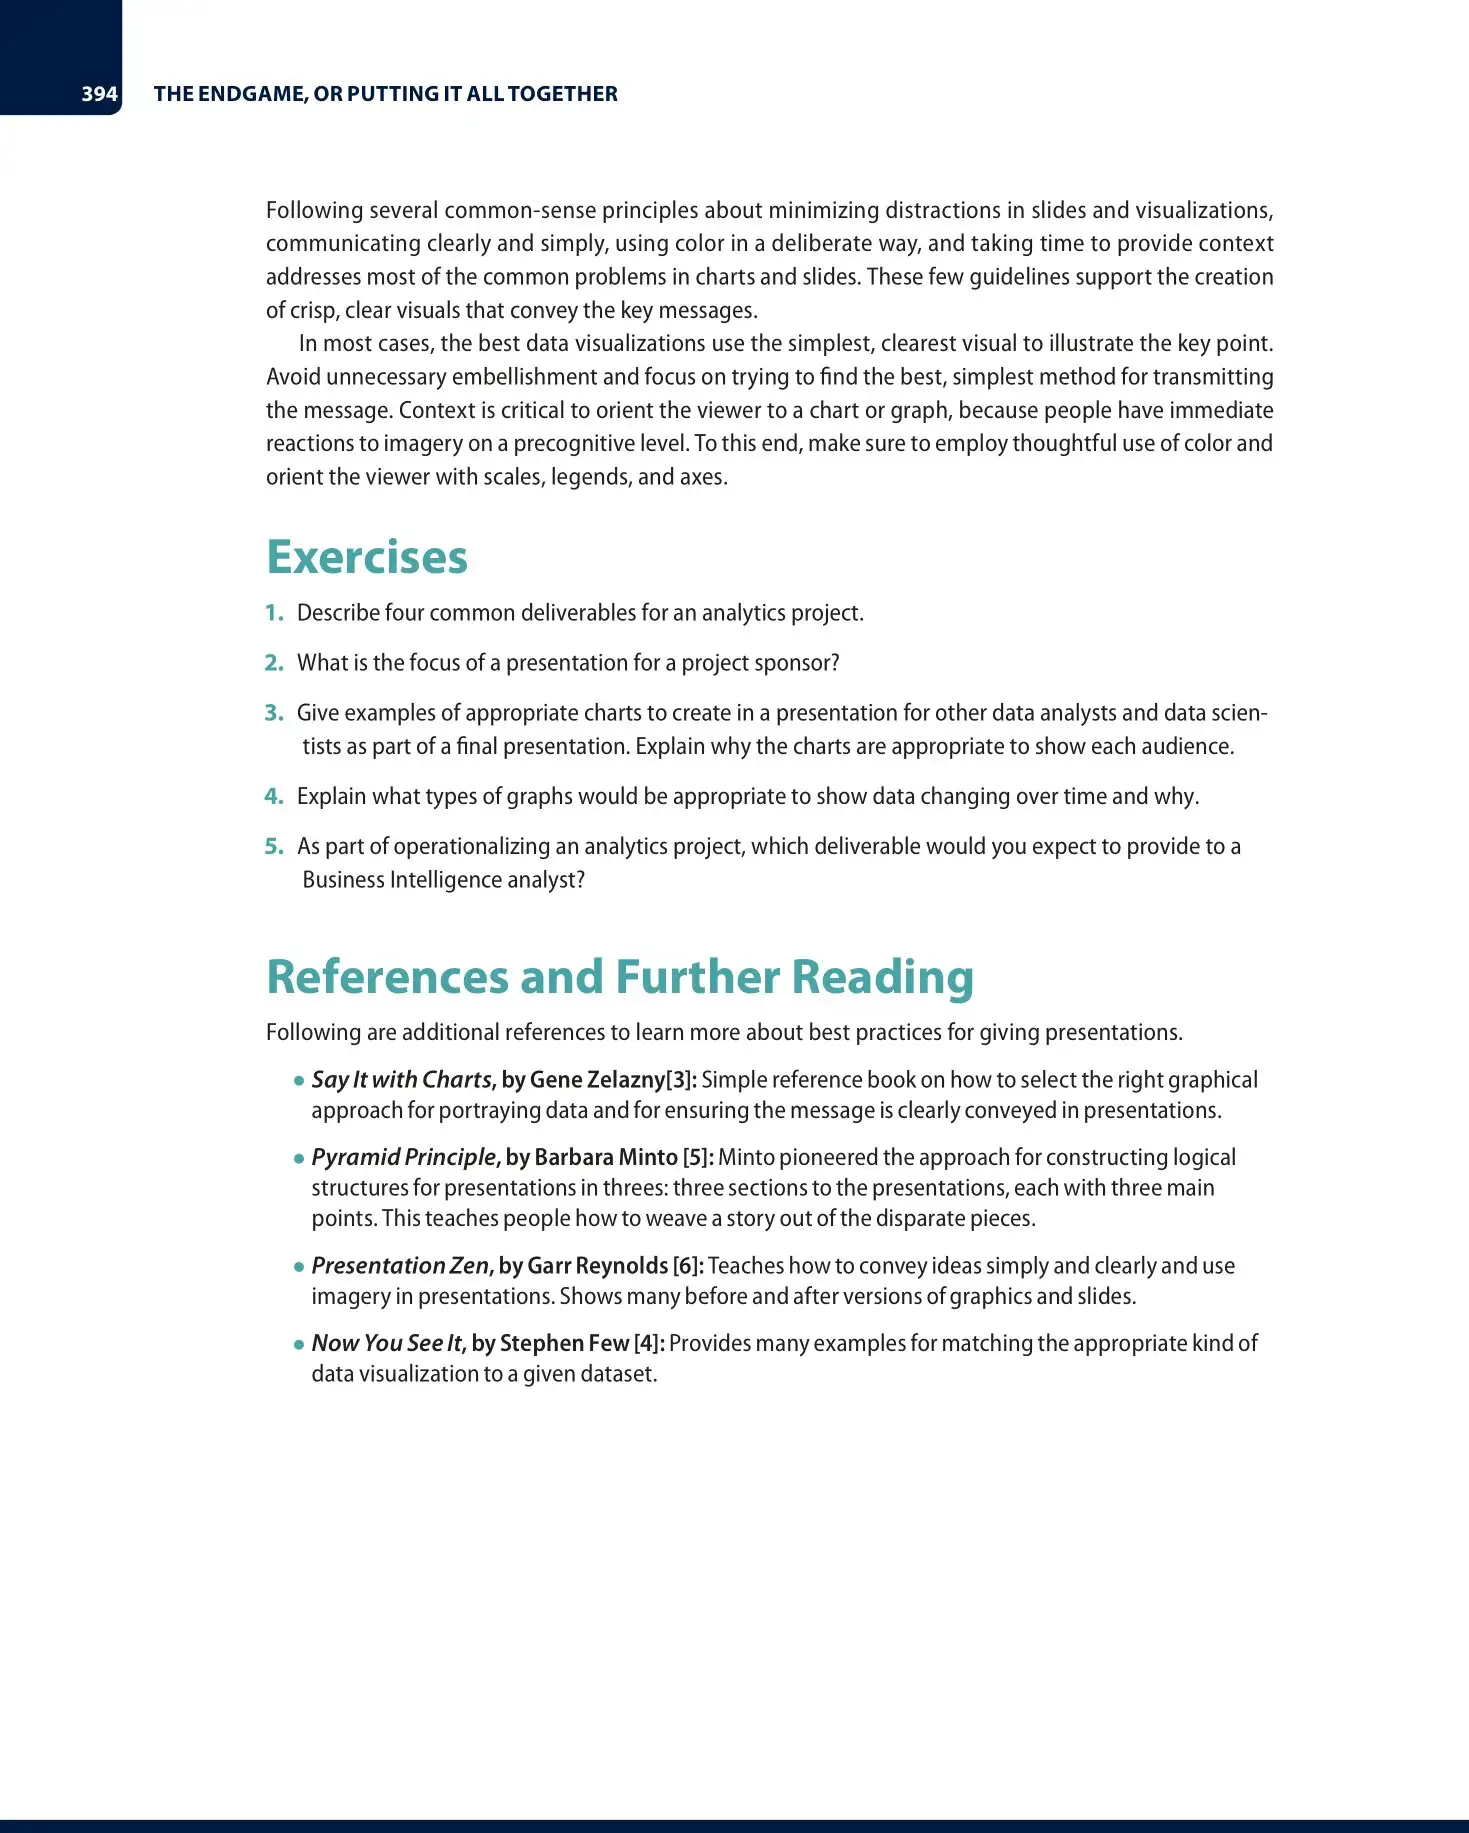 394 THE ENDGAME, OR PUTTING IT ALL TOGETHER
Following several common-sense principles about minimizing distractions in slides and visualizations,
communicating clearly and simply, using color in a deliberate way, and taking time to provide context
addresses most of the common problems in charts and slides. These few guidelines support the creation
of crisp, clear visuals that convey the key messages.
In most cases, the best data visualizations use the simplest, clearest visual to illustrate the key point.
Avoid unnecessary embellishment and focus on trying to find the best, simplest method for transmitting
the message. Context is critical to orient the viewer to a chart or graph, because people have immediate
reactions to imagery on a precognitive level. To this end, make sure to employ thoughtful use of color and
orient the viewer with scales, legends, and axes.
Exercises
1. Describe four common deliverables for an analytics project.
2. What is the focus of a presentation for a project sponsor?
3. Give examples of appropriate charts to create in a presentation for other data analysts and data scien-
tists as part of a final presentation. Explain why the charts are appropriate to show each audience.
4. Explain what types of graphs would be appropriate to show data changing over time and why.
5. As part of operationalizing an analytics project, which deliverable would you expect to provide to a
Business Intelligence analyst?
References and Further Reading
Following are additional references to learn more about best practices for giving presentations.
● Say It with Charts, by Gene Zelazny[3]: Simple reference book on how to select the right graphical
approach for portraying data and for ensuring the message is clearly conveyed in presentations.
● Pyramid Principle, by Barbara Minto [5]: Minto pioneered the approach for constructing logical
structures for presentations in threes: three sections to the presentations, each with three main
points. This teaches people how to weave a story out of the disparate pieces.
● Presentation Zen, by Garr Reynolds [6]: Teaches how to convey ideas simply and clearly and use
imagery in presentations. Shows many before and after versions of graphics and slides.
● Now You See It, by Stephen Few [4]: Provides many examples for matching the appropriate kind of
data visualization to a given dataset.